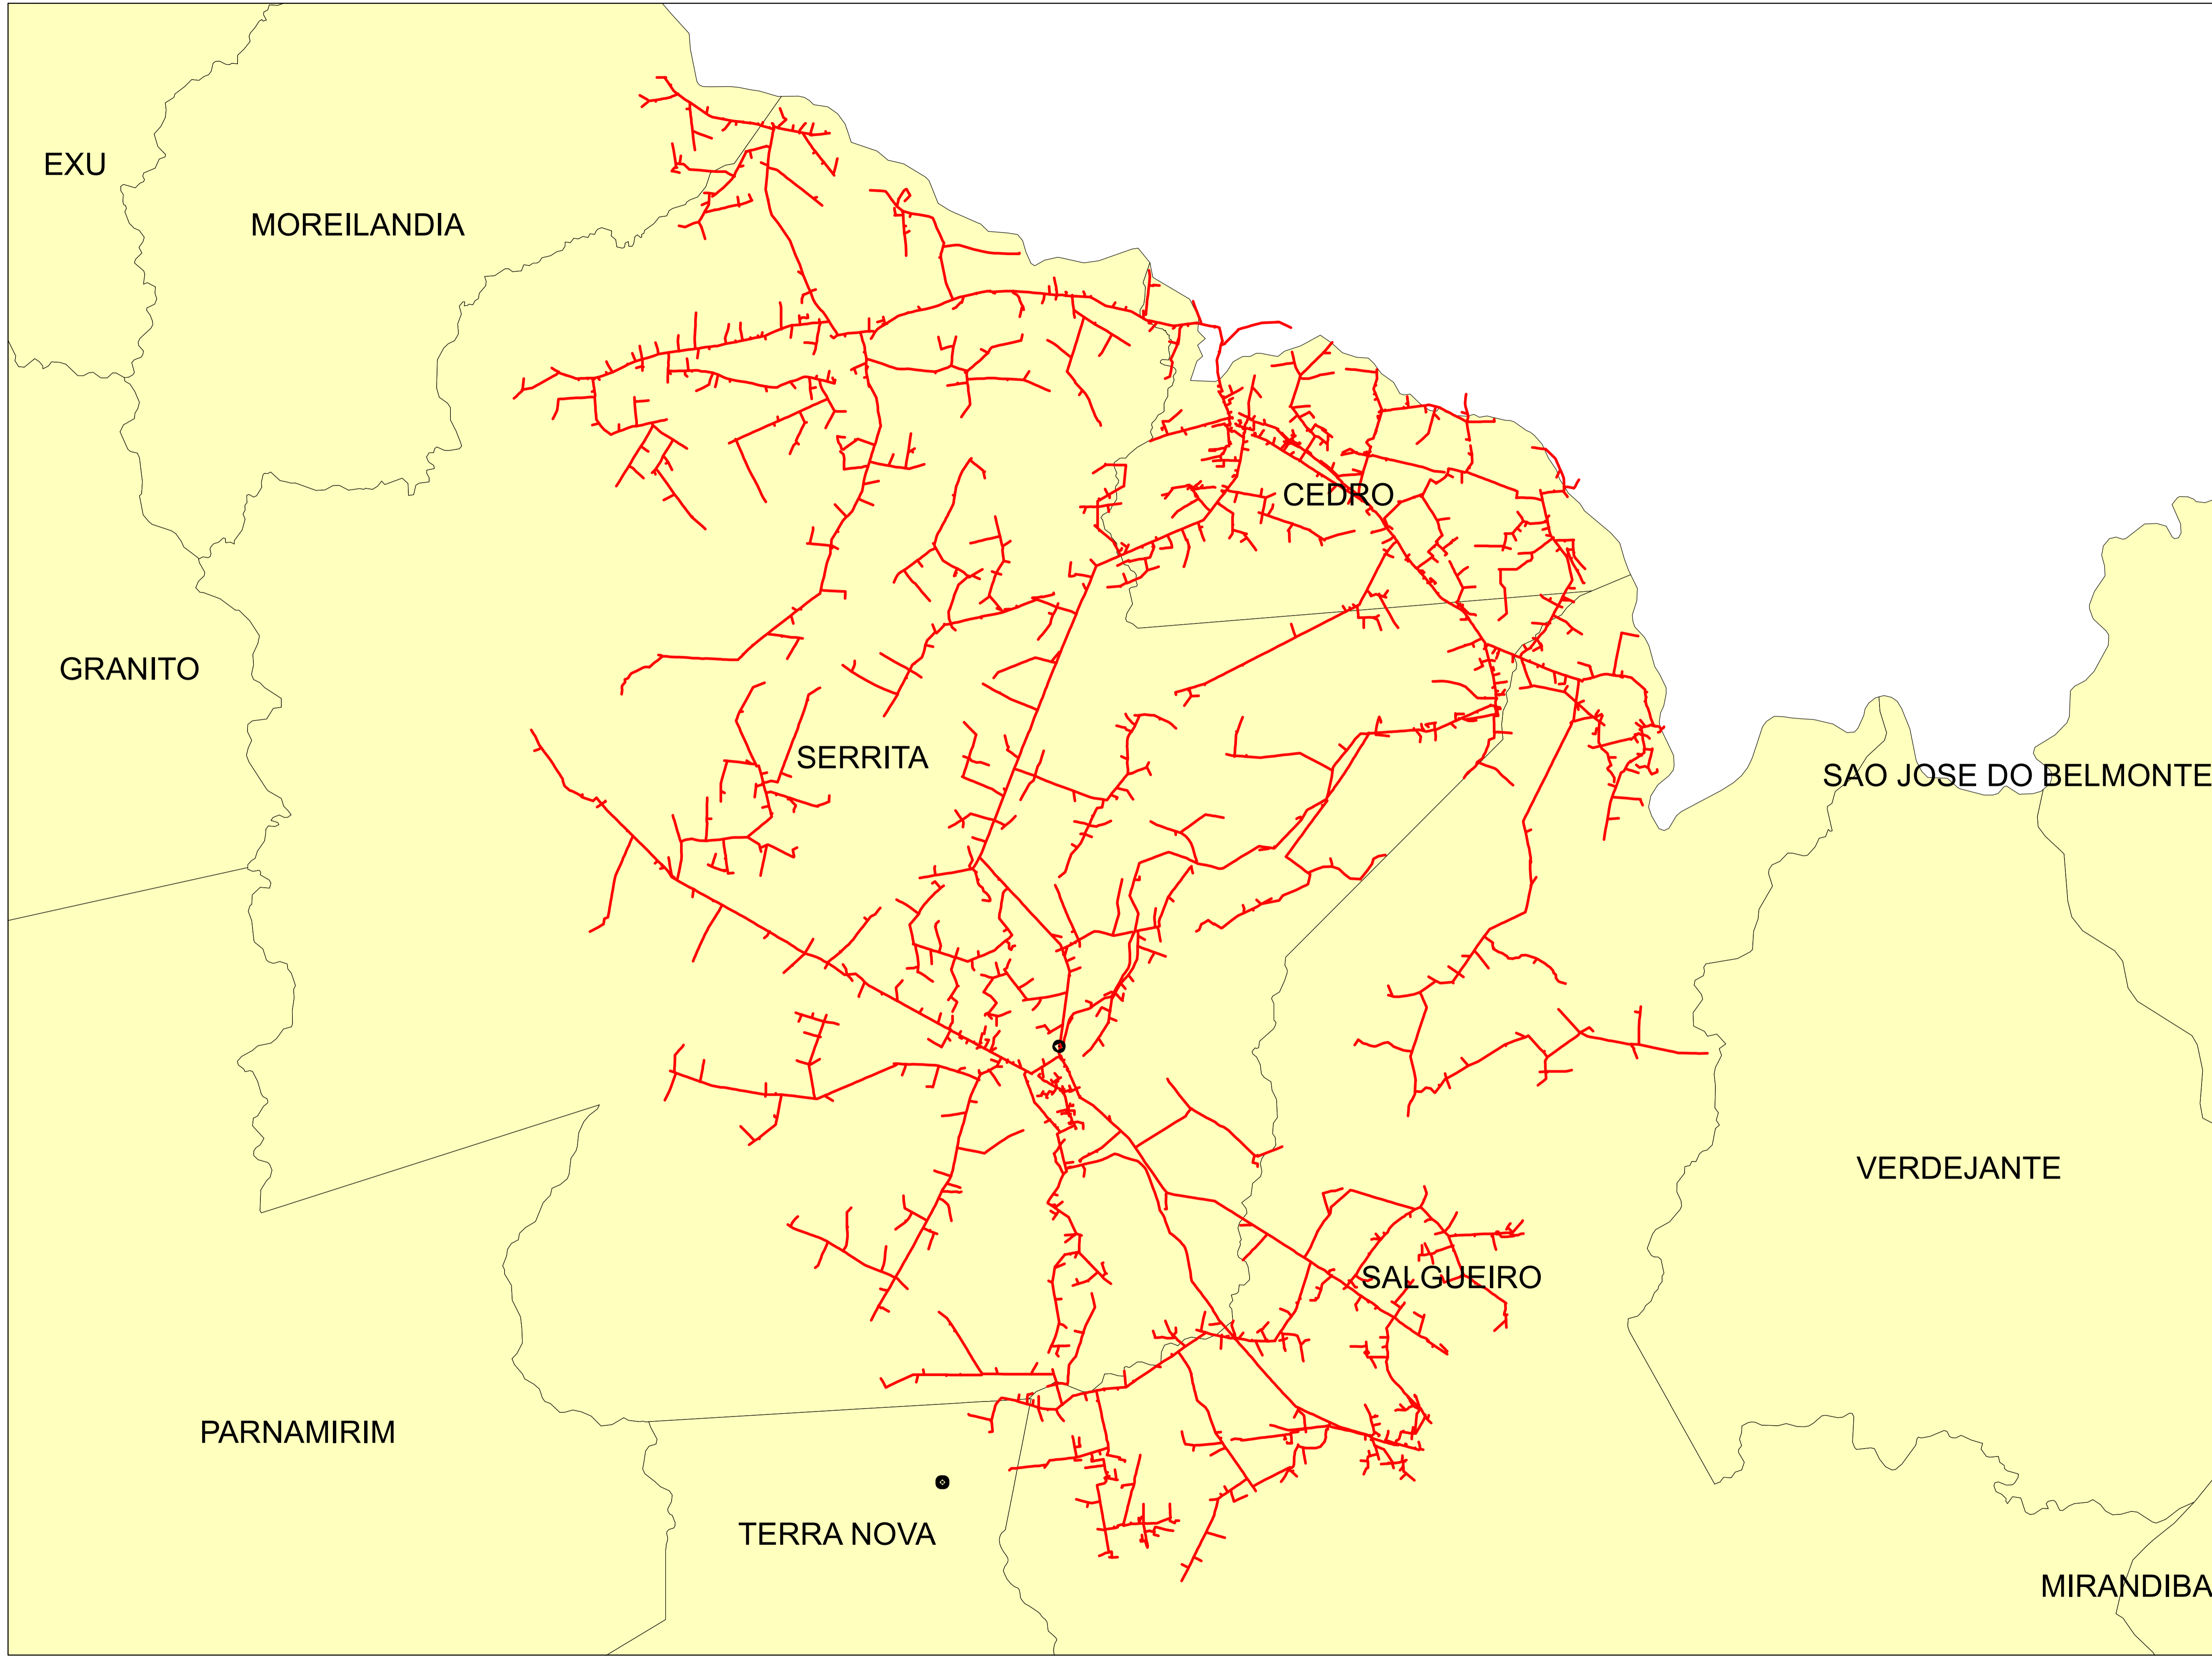 EXU
MOREILANDIA
CEDRO
GRANITO
SERRITA
SAO JOSE DO BELMONTE
VERDEJANTE
SALGUEIRO
PARNAMIRIM
TERRA NOVA
MIRANDIBA